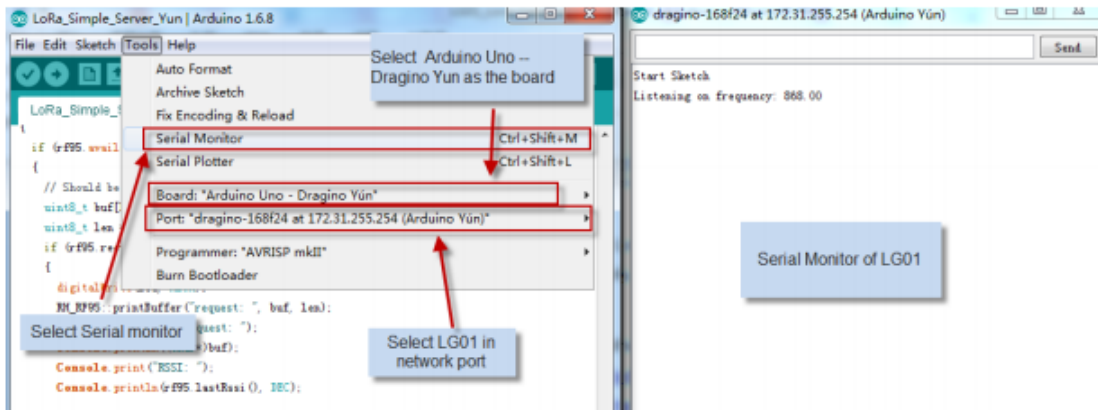 LoRa_Simple_Server_Yun | Arduino 1.6.8
File Edit Sketch Tools Help
LoRa_Simple_S
Auto Format
Archive Sketch
Fix Encoding & Reload
Serial Monitor Ctrl+Shift+M
Serial Plotter Ctrl+Shift+L
Board: "Arduino Uno - Dragino Yún"
Port: "dragino-168f24 at 172.31.255.254 (Arduino Yún)"
Programmer: "AVRISP mkII"
Burn Bootloader
Select Arduino Uno --
Dragino Yun as the board
if (rf95.avail
{
// Should be
uint8_t buf[
uint8_t len
if (rf95.rec
{
RH_RF95::printBuffer("request: ", buf, len);
quest: ");
buf);
Console.print("RSSI: ");
Console.println(rf95.lastRssi(), DEC);
Select Serial monitor
Select LG01 in
network port
dragino-168f24 at 172.31.255.254 (Arduino Yún)
Send
Start Sketch
Listening on frequency: 868.00
Serial Monitor of LG01